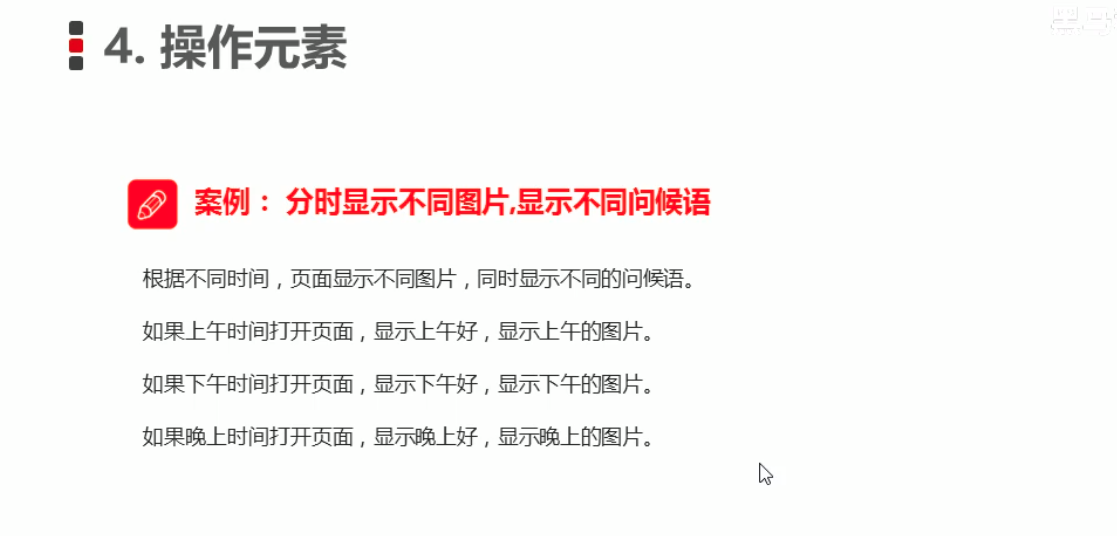 4. 操作元素
案例： 分时显示不同图片,显示不同问候语
根据不同时间，页面显示不同图片，同时显示不同的问候语。
如果上午时间打开页面，显示上午好，显示上午的图片。
如果下午时间打开页面，显示下午好，显示下午的图片。
如果晚上时间打开页面，显示晚上好，显示晚上的图片。